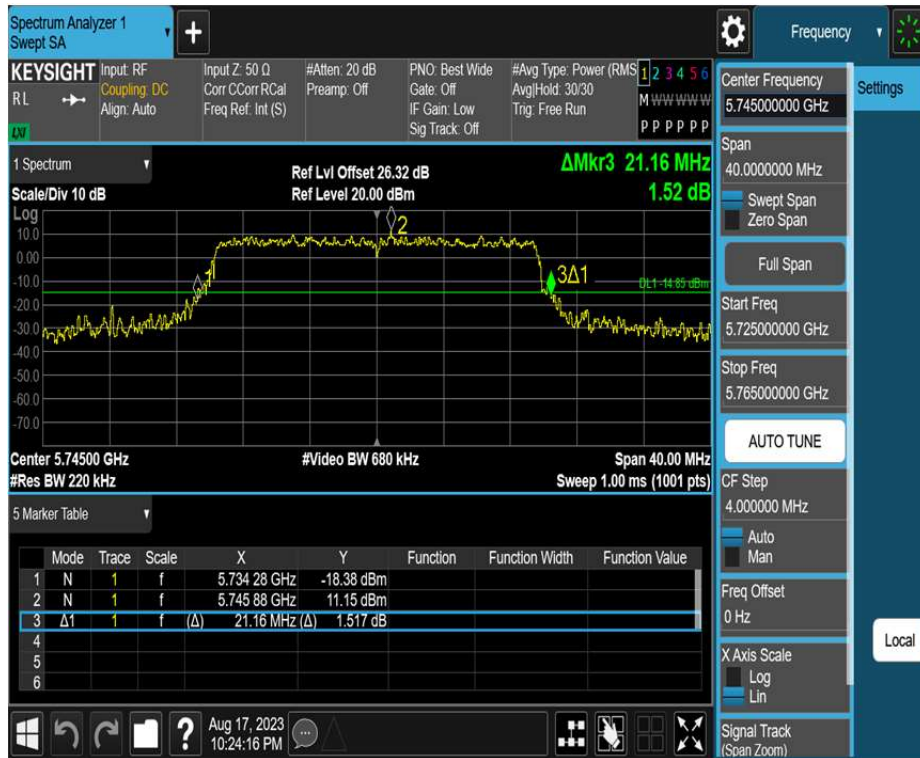 Spectrum Analyzer 1
Swept SA
+
Frequency
KEYSIGHT
RL
LXI
Input: RF
Coupling: DC
Align: Auto
Input Z: 50 Ω
Corr CCorr RCal
Freq Ref: Int (S)
#Atten: 20 dB
Preamp: Off
PNO: Best Wide
Gate: Off
IF Gain: Low
Sig Track: Off
#Avg Type: Power (RMS
Avg|Hold: 30/30
Trig: Free Run
1 2 3 4 5 6
M W W W W W
P P P P P P
Center Frequency
5.745000000 GHz
Settings
Span
40.0000000 MHz
Swept Span
Zero Span
Full Span
Start Freq
5.725000000 GHz
Stop Freq
5.765000000 GHz
AUTO TUNE
CF Step
4.000000 MHz
Auto
Man
Freq Offset
0 Hz
X Axis Scale
Log
Lin
Signal Track
(Span Zoom)
Local
1 Spectrum
Scale/Div 10 dB
Ref Lvl Offset 26.32 dB
Ref Level 20.00 dBm
ΔMkr3 21.16 MHz
1.52 dB
Log
10.0
0.00
-10.0
-20.0
-30.0
-40.0
-50.0
-60.0
-70.0
1
2
3Δ1
DL1 -14.85 dBm
Center 5.74500 GHz
#Video BW 680 kHz
Span 40.00 MHz
#Res BW 220 kHz
Sweep 1.00 ms (1001 pts)
5 Marker Table
Mode Trace Scale X Y Function Function Width Function Value
1 N 1 f 5.734 28 GHz -18.38 dBm
2 N 1 f 5.745 88 GHz 11.15 dBm
3 Δ1 1 f (Δ) 21.16 MHz (Δ) 1.517 dB
4
5
6
?
Aug 17, 2023
10:24:16 PM